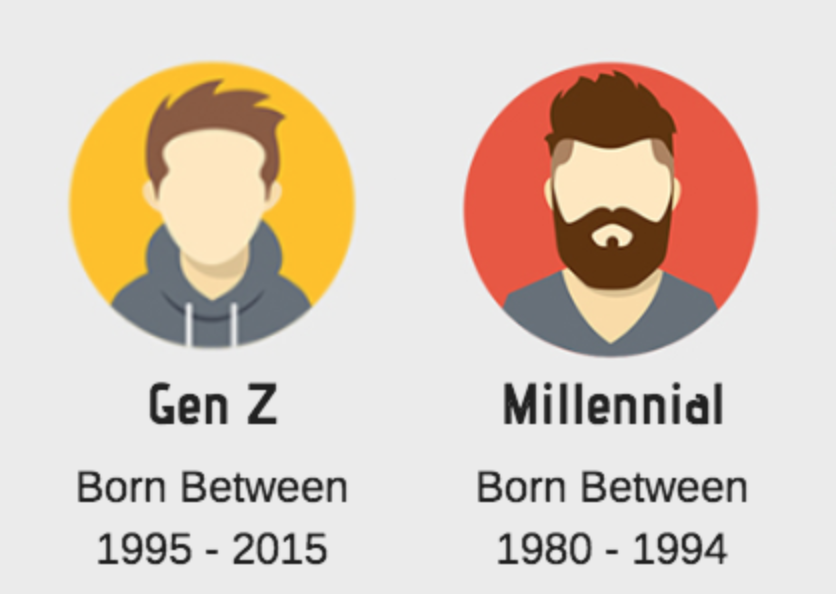 Gen Z
Millennial
Born Between
1995 - 2015
Born Between
1980 - 1994